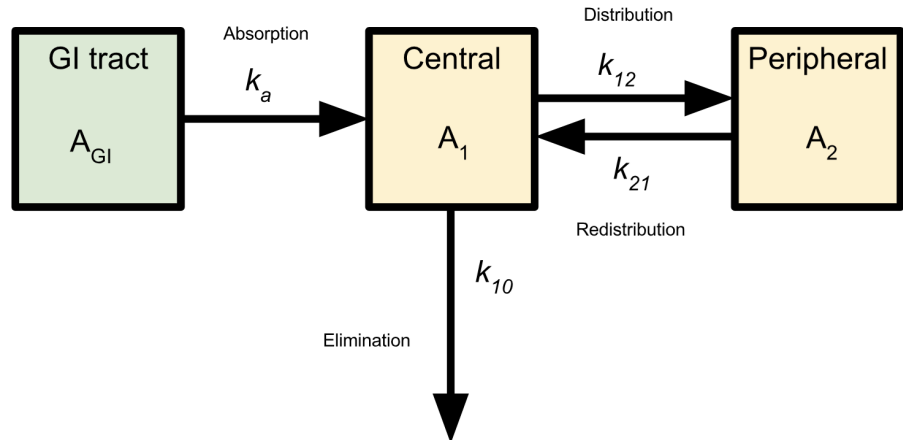 GI tract
A_GI
Absorption
k_a
Central
A_1
Distribution
k_12
k_21
Redistribution
Peripheral
A_2
k_10
Elimination